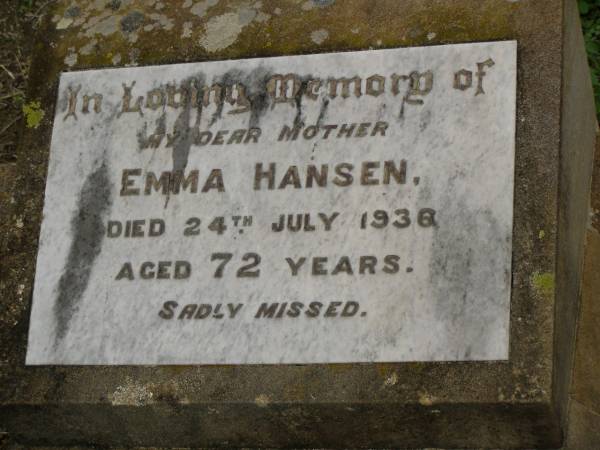 In Loving Memory of
MY DEAR MOTHER
EMMA HANSEN,
DIED 24TH JULY 1936
AGED 72 YEARS.
SADLY MISSED.